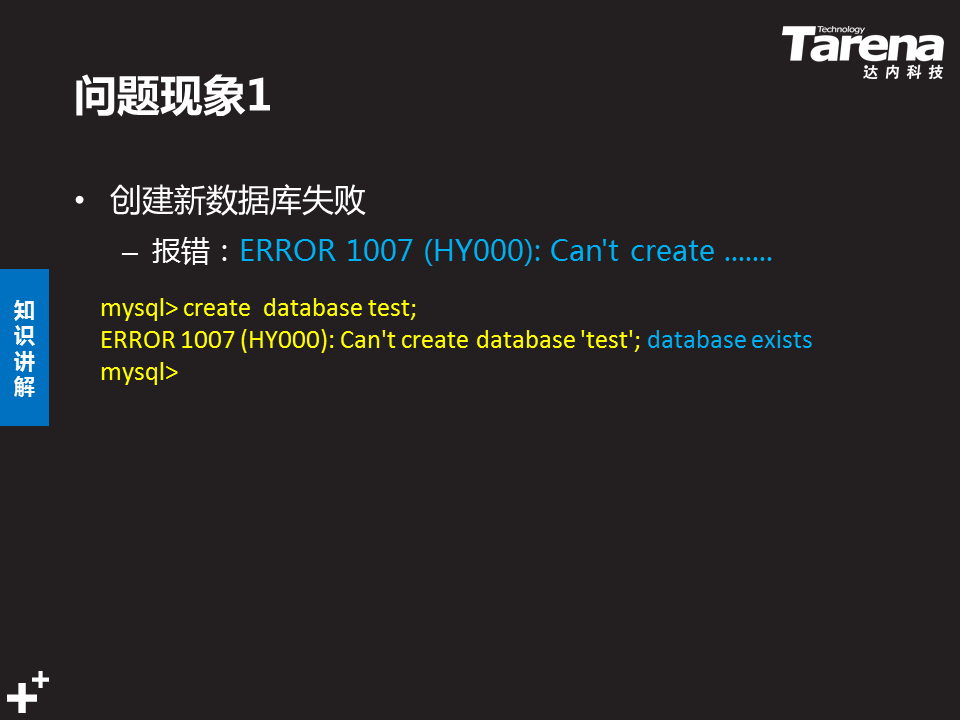 Technology
Tarena
达内科技
问题现象1
• 创建新数据库失败
– 报错：ERROR 1007 (HY000): Can't create .......
知识讲解
mysql> create  database test;
ERROR 1007 (HY000): Can't create database 'test'; database exists
mysql>